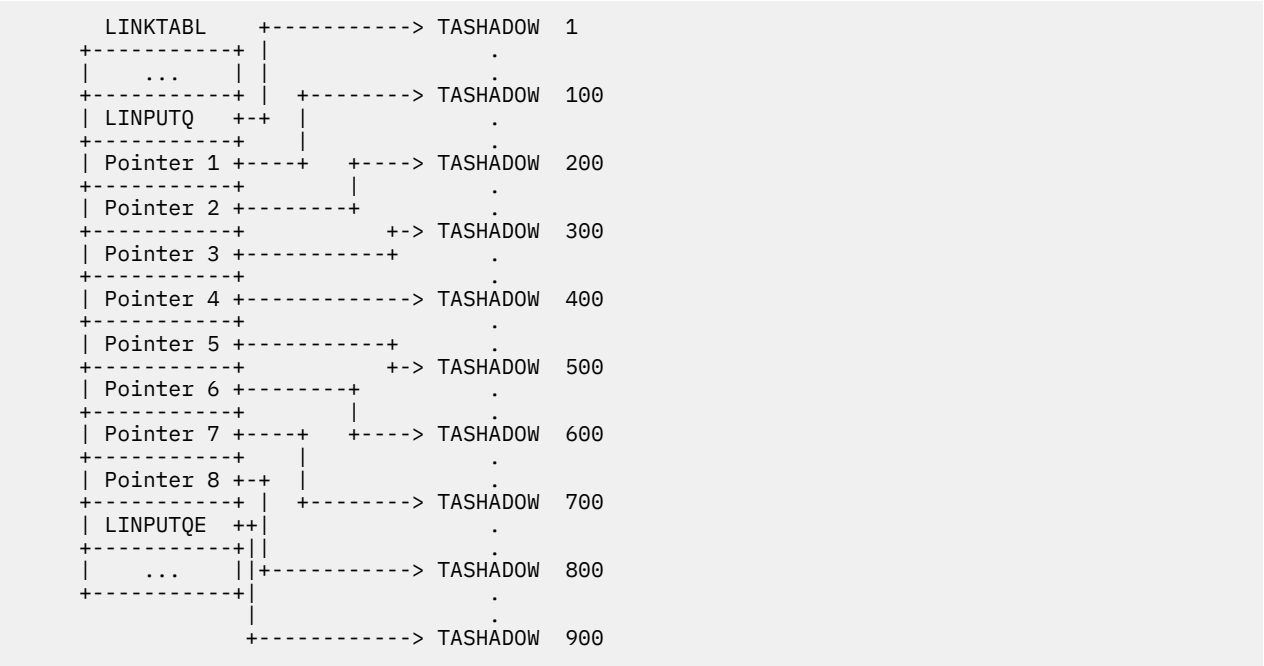 LINKTABL     +-----------> TASHADOW  1
+-----------+ |                  .
|    ...    | |                  .
+-----------+ |  +--------> TASHADOW  100
| LINPUTQ   +-+  |               .
+-----------+    |               .
| Pointer 1 +----+   +----> TASHADOW  200
+-----------+        |           .
| Pointer 2 +--------+           .
+-----------+           +-> TASHADOW  300
| Pointer 3 +-----------+        .
+-----------+                    .
| Pointer 4 +-------------> TASHADOW  400
+-----------+                    .
| Pointer 5 +-----------+        .
+-----------+           +-> TASHADOW  500
| Pointer 6 +--------+           .
+-----------+        |           .
| Pointer 7 +----+   +----> TASHADOW  600
+-----------+    |               .
| Pointer 8 +-+  |               .
+-----------+ |  +--------> TASHADOW  700
| LINPUTQE  ++|                  .
+-----------+||                  .
|    ...    ||+-----------> TASHADOW  800
+-----------+|                   .
             |                   .
             +------------> TASHADOW  900